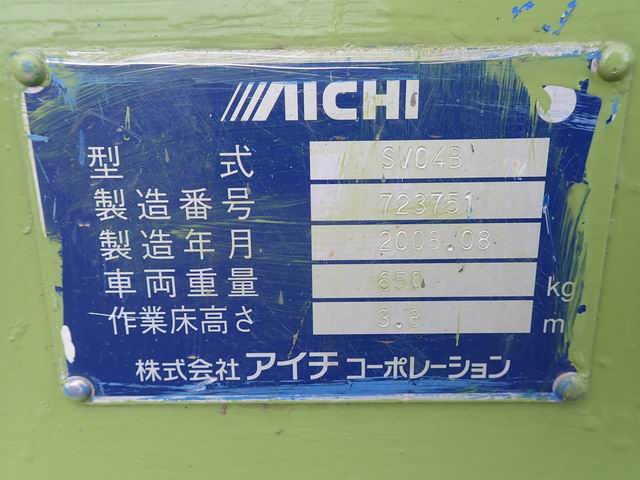 AICHI
型式 SV04B
製造番号 723751
製造年月 2008.08
車両重量 650 kg
作業床高さ 3.8 m
株式会社アイチコーポレーション